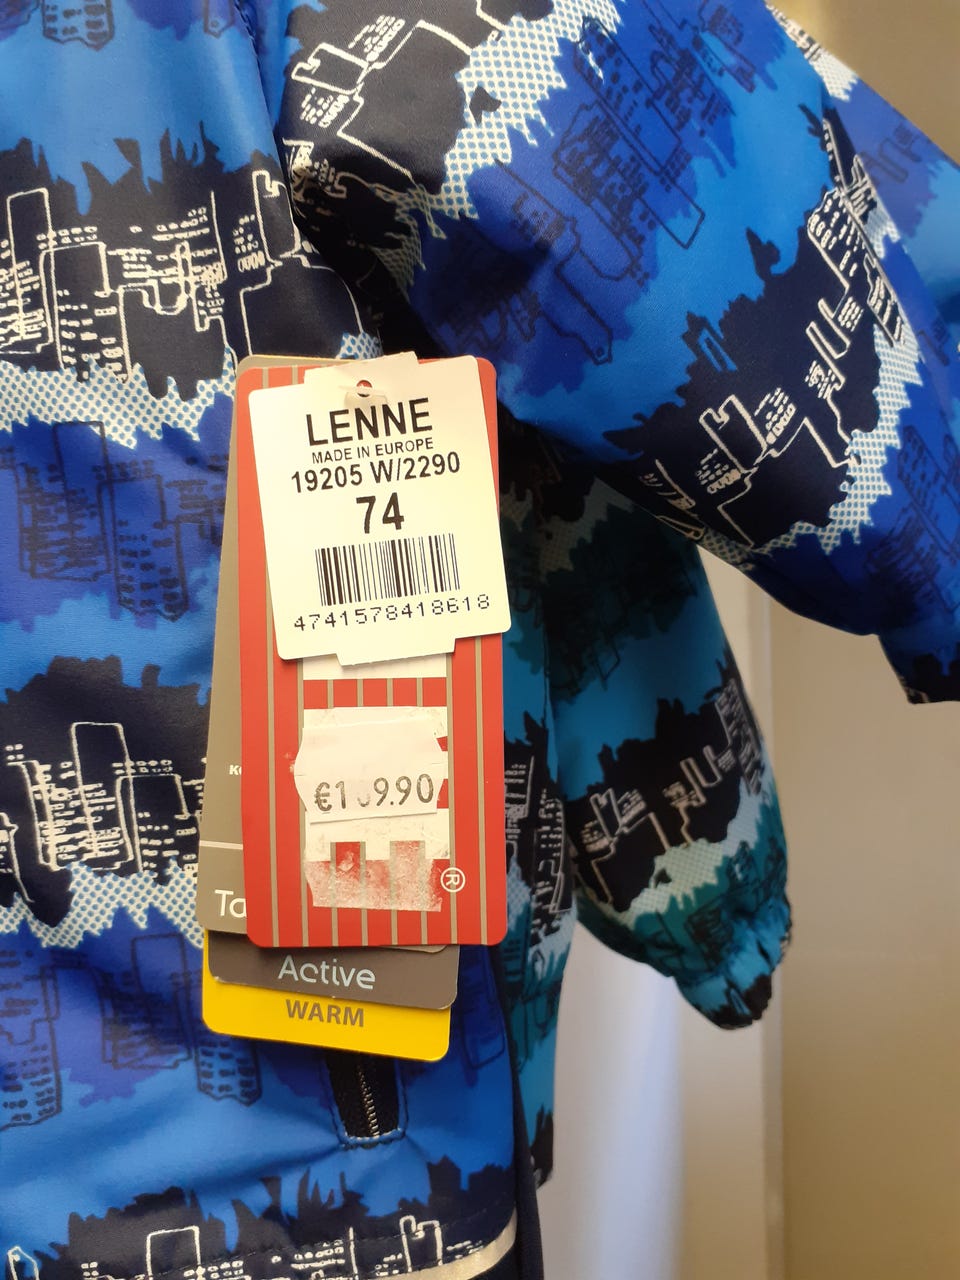 LENNE
MADE IN EUROPE
19205 W/2290
74
4741578418618
®
Active
WARM